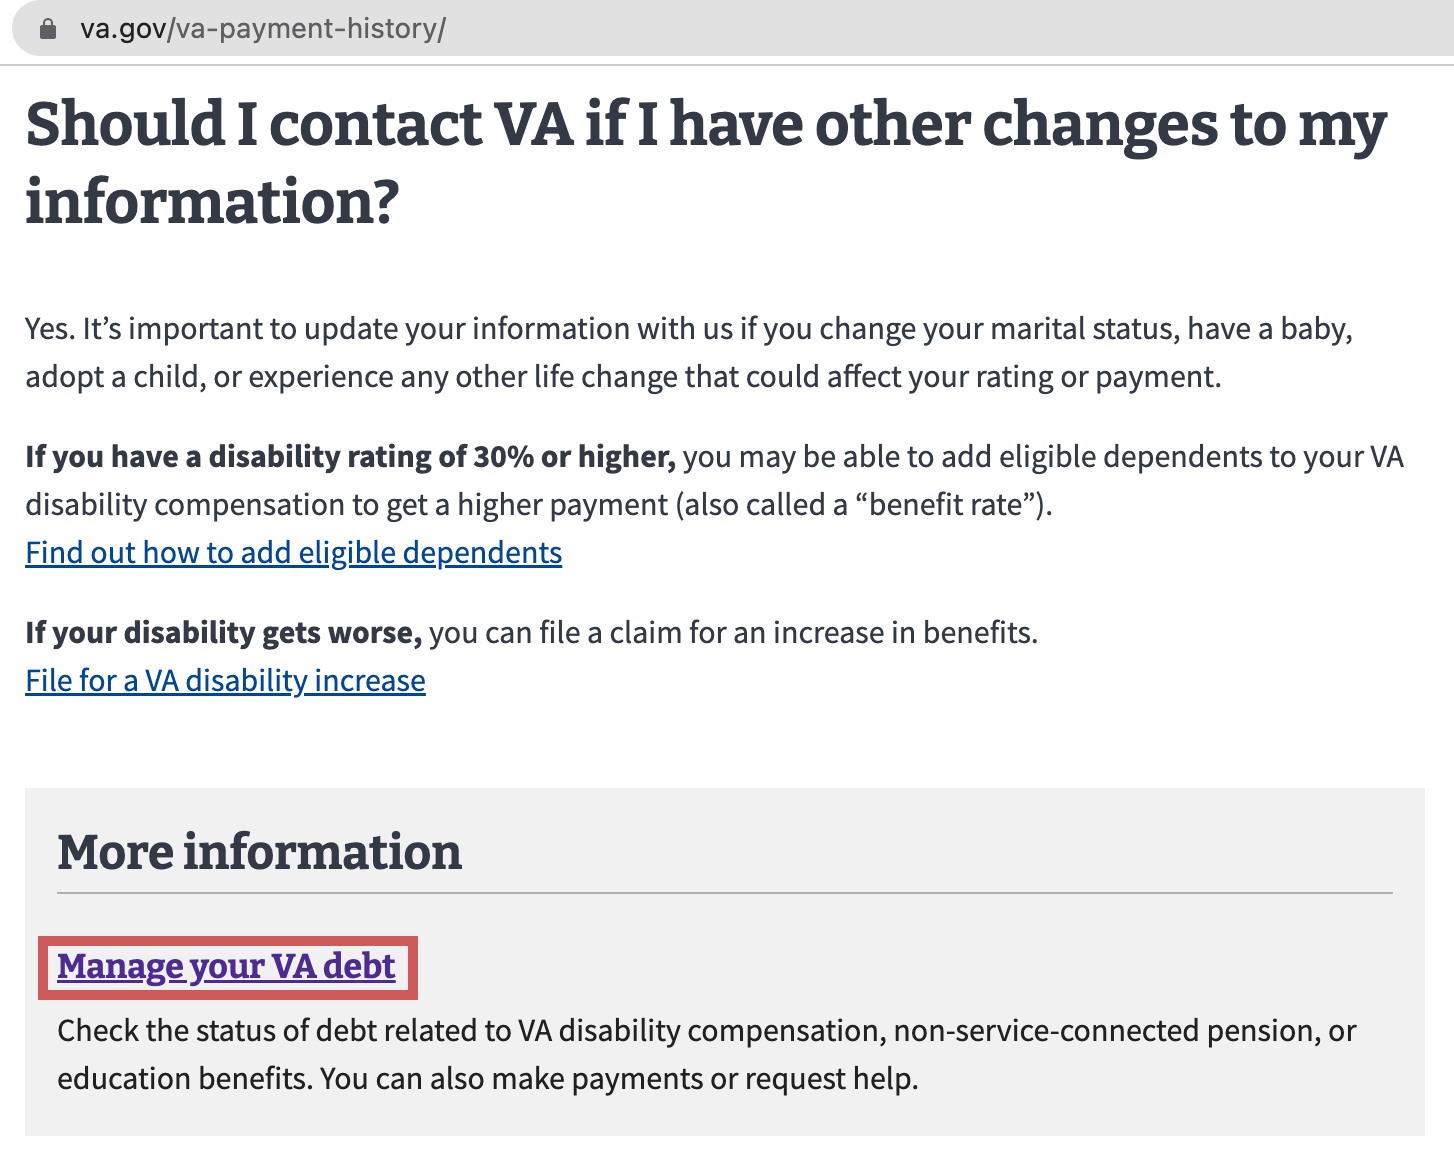 va.gov/va-payment-history/
Should I contact VA if I have other changes to my
information?
Yes. It’s important to update your information with us if you change your marital status, have a baby,
adopt a child, or experience any other life change that could affect your rating or payment.
If you have a disability rating of 30% or higher, you may be able to add eligible dependents to your VA
disability compensation to get a higher payment (also called a “benefit rate”).
Find out how to add eligible dependents
If your disability gets worse, you can file a claim for an increase in benefits.
File for a VA disability increase
More information
Manage your VA debt
Check the status of debt related to VA disability compensation, non-service-connected pension, or
education benefits. You can also make payments or request help.